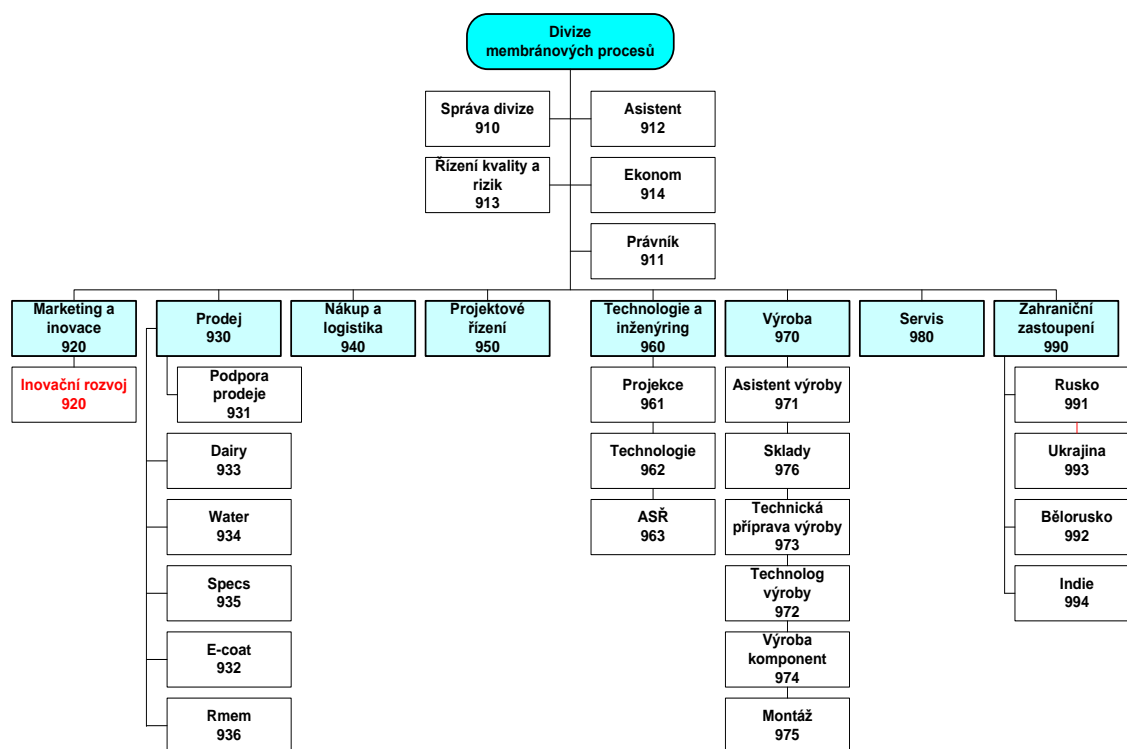 Divize
membránových procesů
Správa divize
910
Asistent
912
Řízení kvality a
rizik
913
Ekonom
914
Právník
911
Marketing a
inovace
920
Prodej
930
Nákup a
logistika
940
Projektové
řízení
950
Technologie a
inženýring
960
Výroba
970
Servis
980
Zahraniční
zastoupení
990
Inovační rozvoj
920
Podpora
prodeje
931
Dairy
933
Water
934
Specs
935
E-coat
932
Rmem
936
Projekce
961
Technologie
962
ASŘ
963
Asistent výroby
971
Sklady
976
Technická
příprava výroby
973
Technolog
výroby
972
Výroba
komponent
974
Montáž
975
Rusko
991
Ukrajina
993
Bělorusko
992
Indie
994